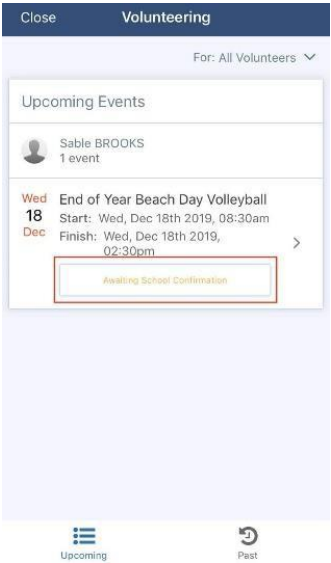 Close Volunteering
For: All Volunteers
Upcoming Events
Sable BROOKS
1 event
Wed 18 Dec
End of Year Beach Day Volleyball
Start: Wed, Dec 18th 2019, 08:30am
Finish: Wed, Dec 18th 2019,
02:30pm
Awaiting School Confirmation
Upcoming Past